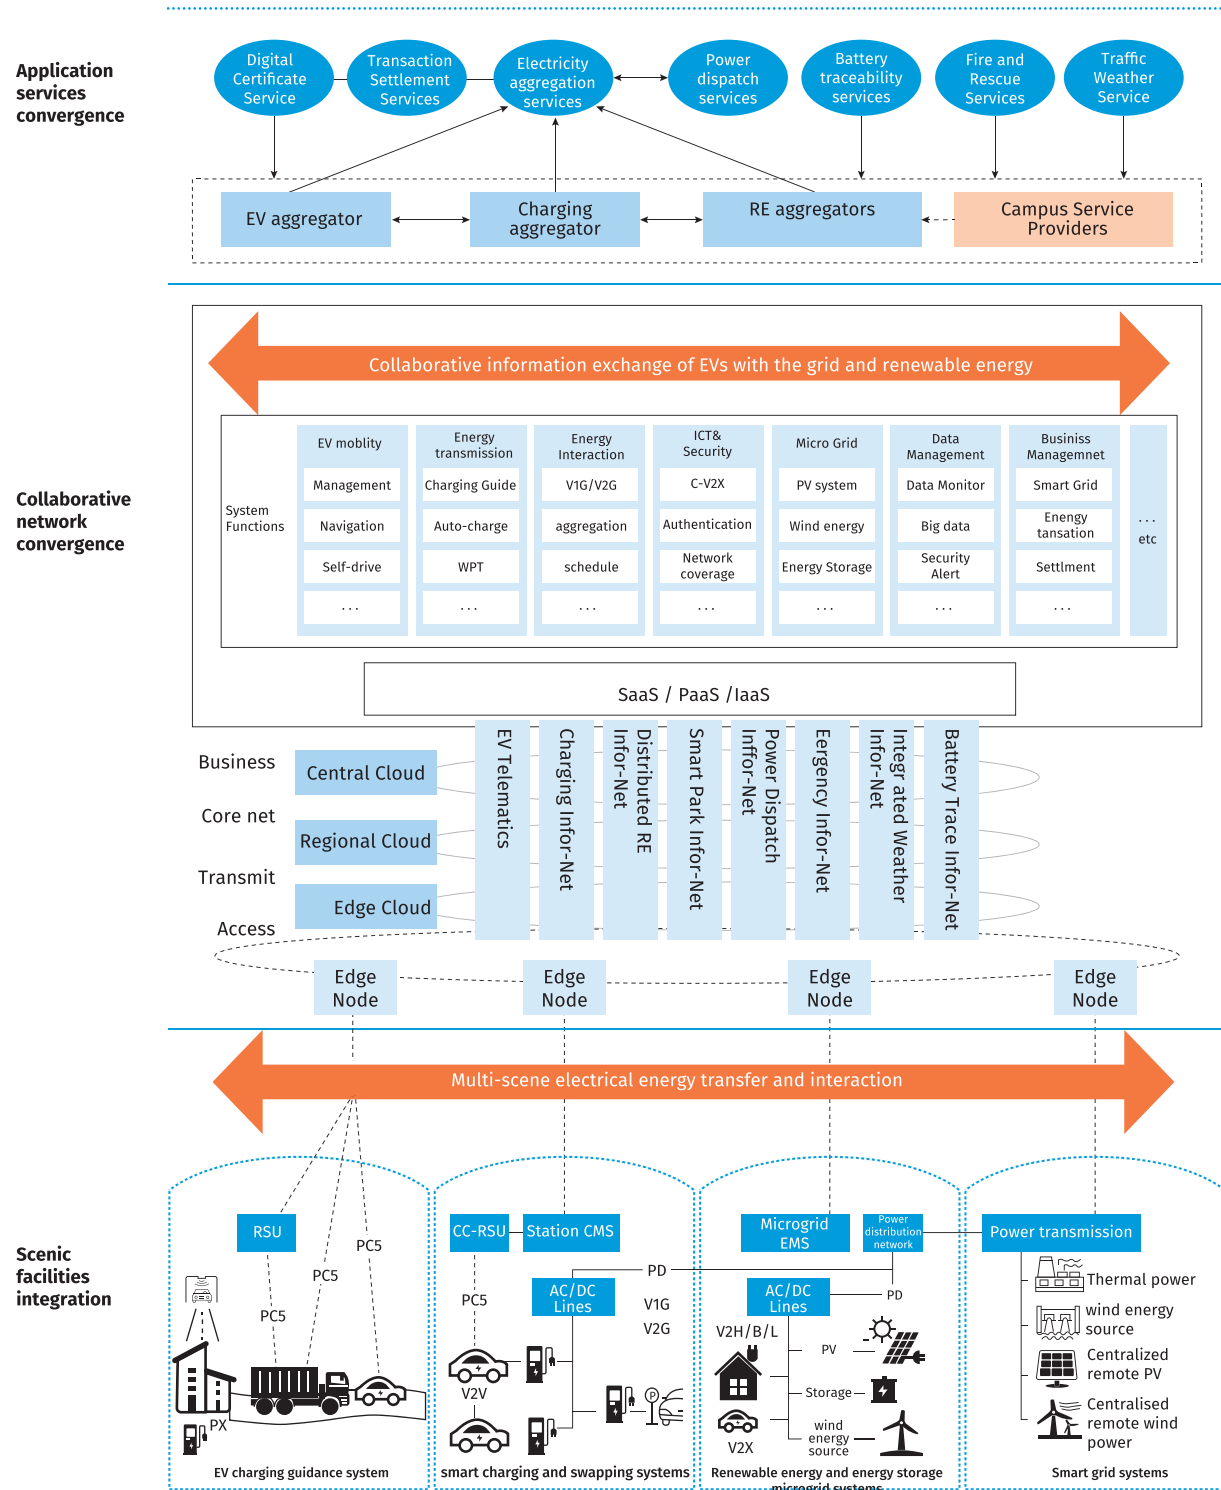 Application
services
convergence
Digital
Certificate
Service
Transaction
Settlement
Services
Electricity
aggregation
services
Power
dispatch
services
Battery
traceability
services
Fire and
Rescue
Services
Traffic
Weather
Service
EV aggregator
Charging
aggregator
RE aggregators
Campus Service
Providers
Collaborative
network
convergence
Collaborative information exchange of EVs with the grid and renewable energy
System
Functions
EV moblity
Management
Navigation
Self-drive
. . .
Energy
transmission
Charging Guide
Auto-charge
WPT
. . .
Energy
Interaction
V1G/V2G
aggregation
schedule
. . .
ICT&
Security
C-V2X
Authentication
Network
coverage
. . .
Micro Grid
PV system
Wind energy
Energy Storage
. . .
Data
Management
Data Monitor
Big data
Security
Alert
. . .
Businiss
Managemnet
Smart Grid
Energy
tansation
Settlment
. . .
. . .
etc
SaaS / PaaS /IaaS
Business
Core net
Transmit
Access
Central Cloud
Regional Cloud
Edge Cloud
EV Telematics
Charging Infor-Net
Distributed RE
Infor-Net
Smart Park Infor-Net
Power Dispatch
Inffor-Net
Eergency Infor-Net
Integr ated Weather
Infor-Net
Battery Trace Infor-Net
Edge
Node
Edge
Node
Edge
Node
Edge
Node
Scenic
facilities
integration
Multi-scene electrical energy transfer and interaction
RSU
PC5
PC5
PC5
PX
EV charging guidance system
CC-RSU
Station CMS
PC5
AC/DC
Lines
PD
V1G
V2G
V2V
P
smart charging and swapping systems
Microgrid
EMS
Power
distribution
network
AC/DC
Lines
PD
V2H/B/L
PV
Storage
wind
energy
source
V2X
Renewable energy and energy storage
microgrid systems
Power transmission
Thermal power
wind energy
source
Centralized
remote PV
Centralised
remote wind
power
Smart grid systems